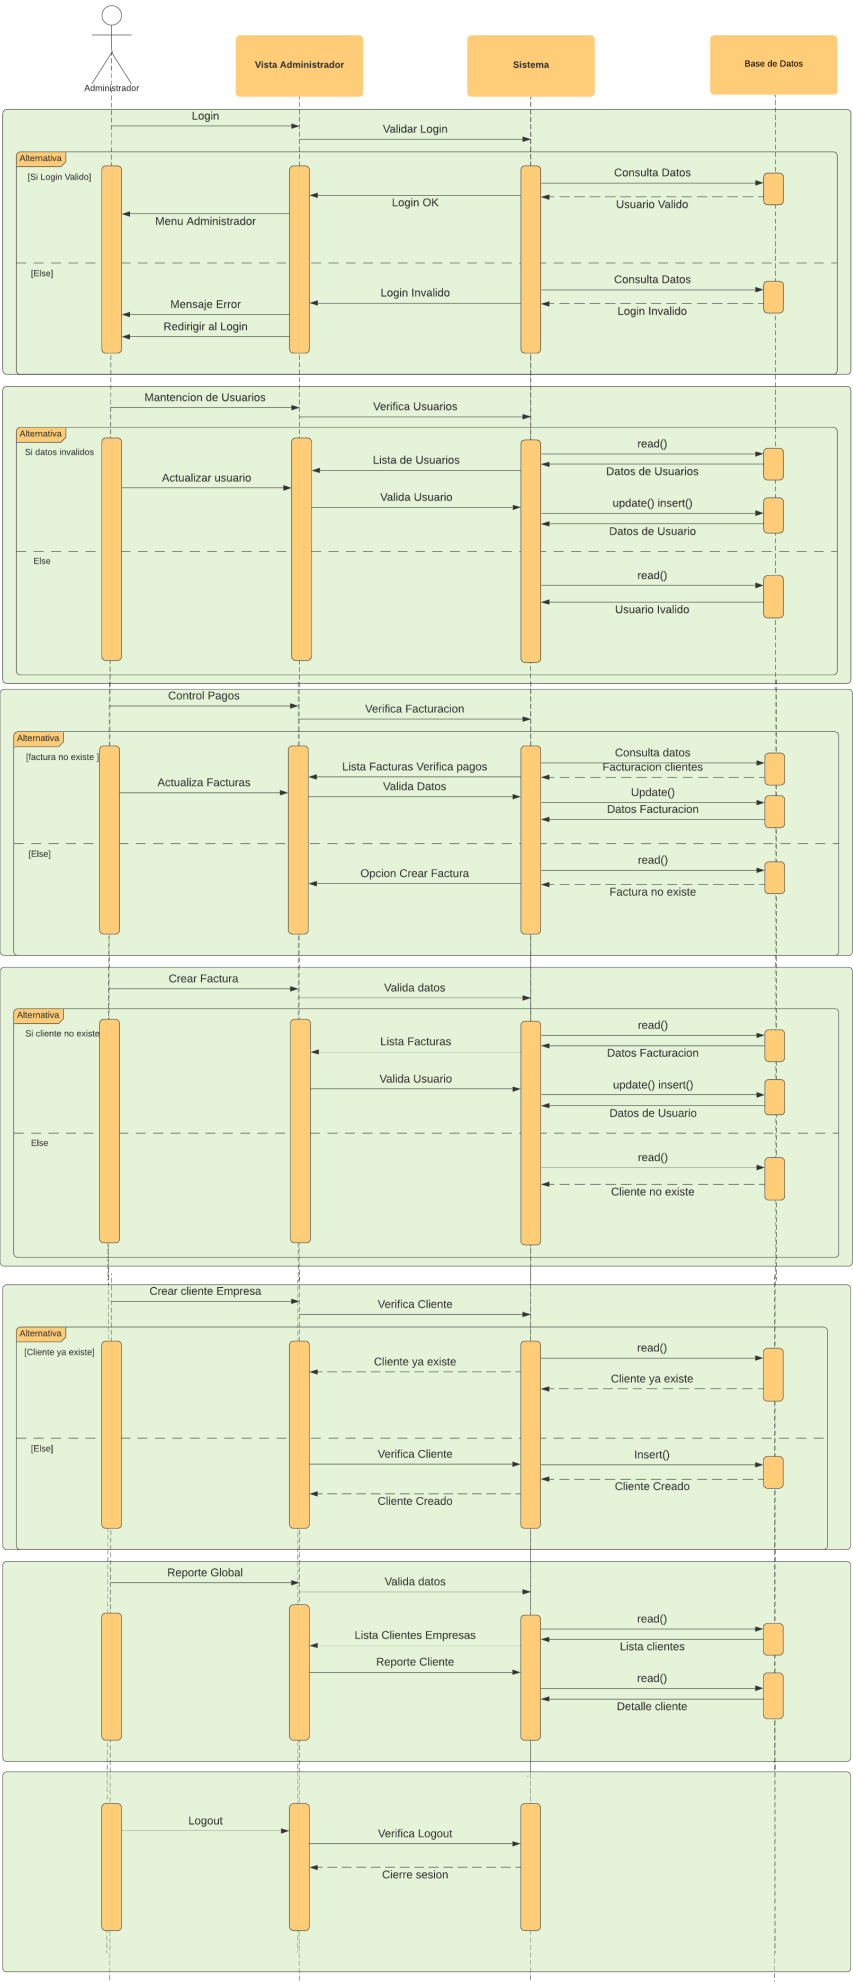 Administrador
Vista Administrador
Sistema
Base de Datos
Login
Validar Login
Alternativa
[Si Login Valido]
Consulta Datos
Login OK
Usuario Valido
Menu Administrador
[Else]
Consulta Datos
Login Invalido
Mensaje Error
Login Invalido
Redirigir al Login
Mantencion de Usuarios
Verifica Usuarios
Alternativa
Si datos invalidos
read()
Lista de Usuarios
Datos de Usuarios
Actualizar usuario
Valida Usuario
update() insert()
Datos de Usuario
Else
read()
Usuario Ivalido
Control Pagos
Verifica Facturacion
Alternativa
[factura no existe ]
Consulta datos
Lista Facturas Verifica pagos
Facturacion clientes
Actualiza Facturas
Valida Datos
Update()
Datos Facturacion
[Else]
read()
Opcion Crear Factura
Factura no existe
Crear Factura
Valida datos
Alternativa
Si cliente no existe
read()
Lista Facturas
Datos Facturacion
Valida Usuario
update() insert()
Datos de Usuario
Else
read()
Cliente no existe
Crear cliente Empresa
Verifica Cliente
Alternativa
[Cliente ya existe]
read()
Cliente ya existe
Cliente ya existe
[Else]
Verifica Cliente
Insert()
Cliente Creado
Cliente Creado
Reporte Global
Valida datos
read()
Lista Clientes Empresas
Lista clientes
Reporte Cliente
read()
Detalle cliente
Logout
Verifica Logout
Cierre sesion